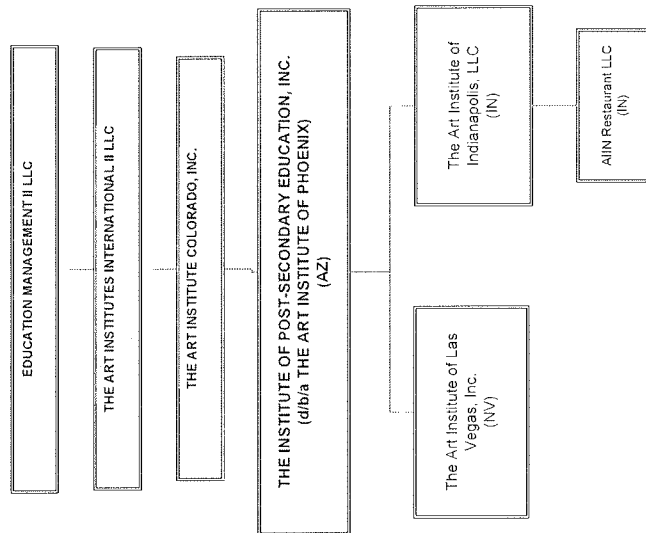 EDUCATION MANAGEMENT II LLC
THE ART INSTITUTES INTERNATIONAL II LLC
THE ART INSTITUTE COLORADO, INC.
THE INSTITUTE OF POST-SECONDARY EDUCATION, INC.
(d/b/a THE ART INSTITUTE OF PHOENIX)
(AZ)
The Art Institute of Las
Vegas, Inc.
(NV)
The Art Institute of
Indianapolis, LLC
(IN)
AIIN Restaurant LLC
(IN)